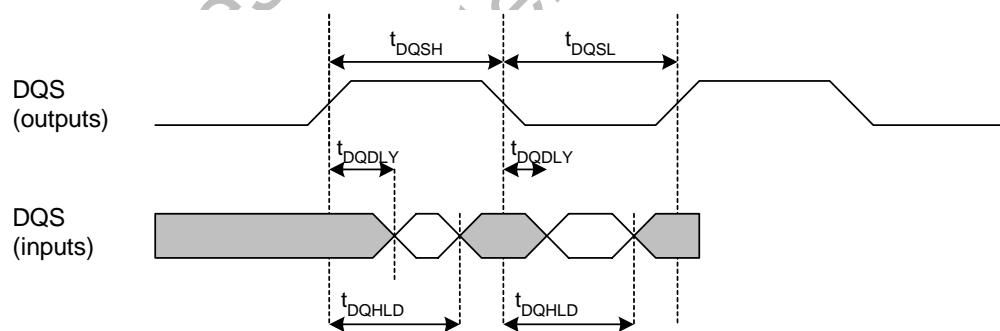 tDQSH tDQSL
DQS
(outputs)
tDQDLY tDQDLY
DQS
(inputs)
tDQHLD tDQHLD